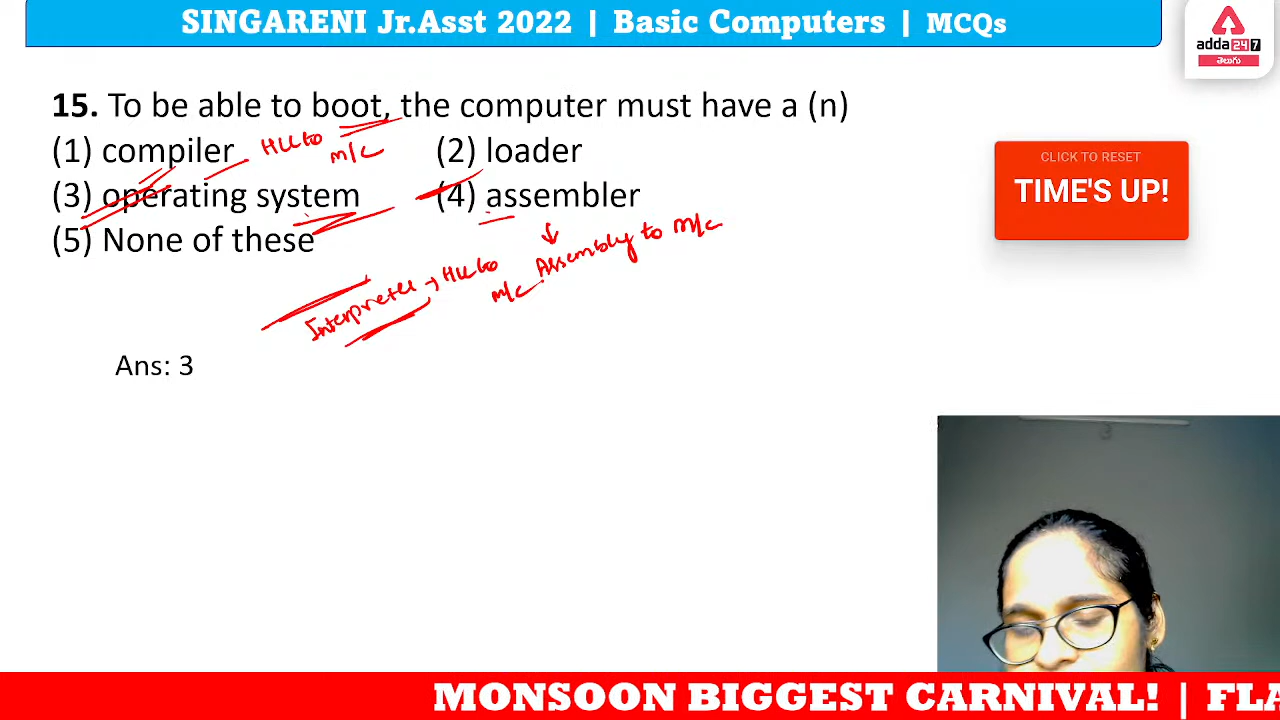 SINGARENI Jr.Asst 2022 | Basic Computers | MCQs
adda 247
తెలుగు
15. To be able to boot, the computer must have a (n)
(1) compiler
HLL to
m/c
(2) loader
(3) operating system
(4) assembler
(5) None of these
Assembly to m/c
Interpreter → HLL to
m/c
Ans: 3
CLICK TO RESET
TIME'S UP!
MONSOON BIGGEST CARNIVAL! | FLA